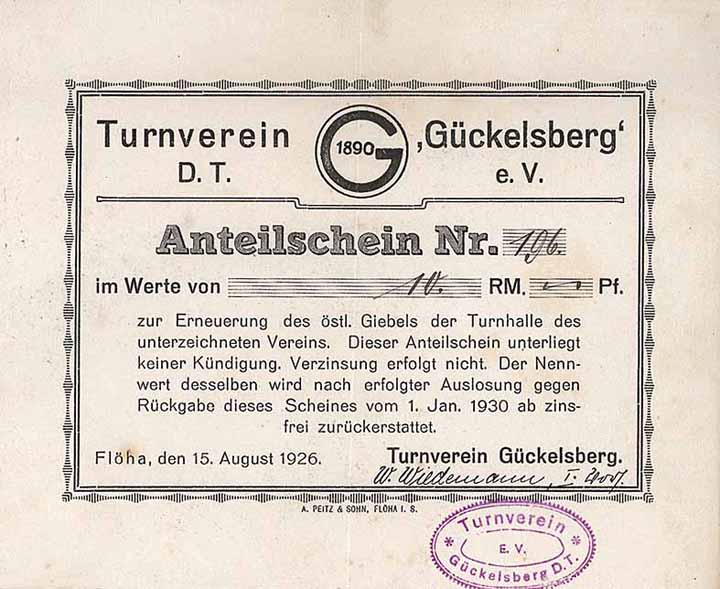 Turnverein 1890 G ‚Gückelsberg‘
D. T. e. V.
Anteilschein Nr. 196.
im Werte von 10. RM. — Pf.
zur Erneuerung des östl. Giebels der Turnhalle des
unterzeichneten Vereins. Dieser Anteilschein unterliegt
keiner Kündigung. Verzinsung erfolgt nicht. Der Nenn-
wert desselben wird nach erfolgter Auslosung gegen
Rückgabe dieses Scheines vom 1. Jan. 1930 ab zins-
frei zurückerstattet.
Flöha, den 15. August 1926. Turnverein Gückelsberg.
W. Wiedemann, I. Vors.
A. PEITZ & SOHN, FLÖHA I. S.
* Turnverein *
E. V.
Gückelsberg D.T.